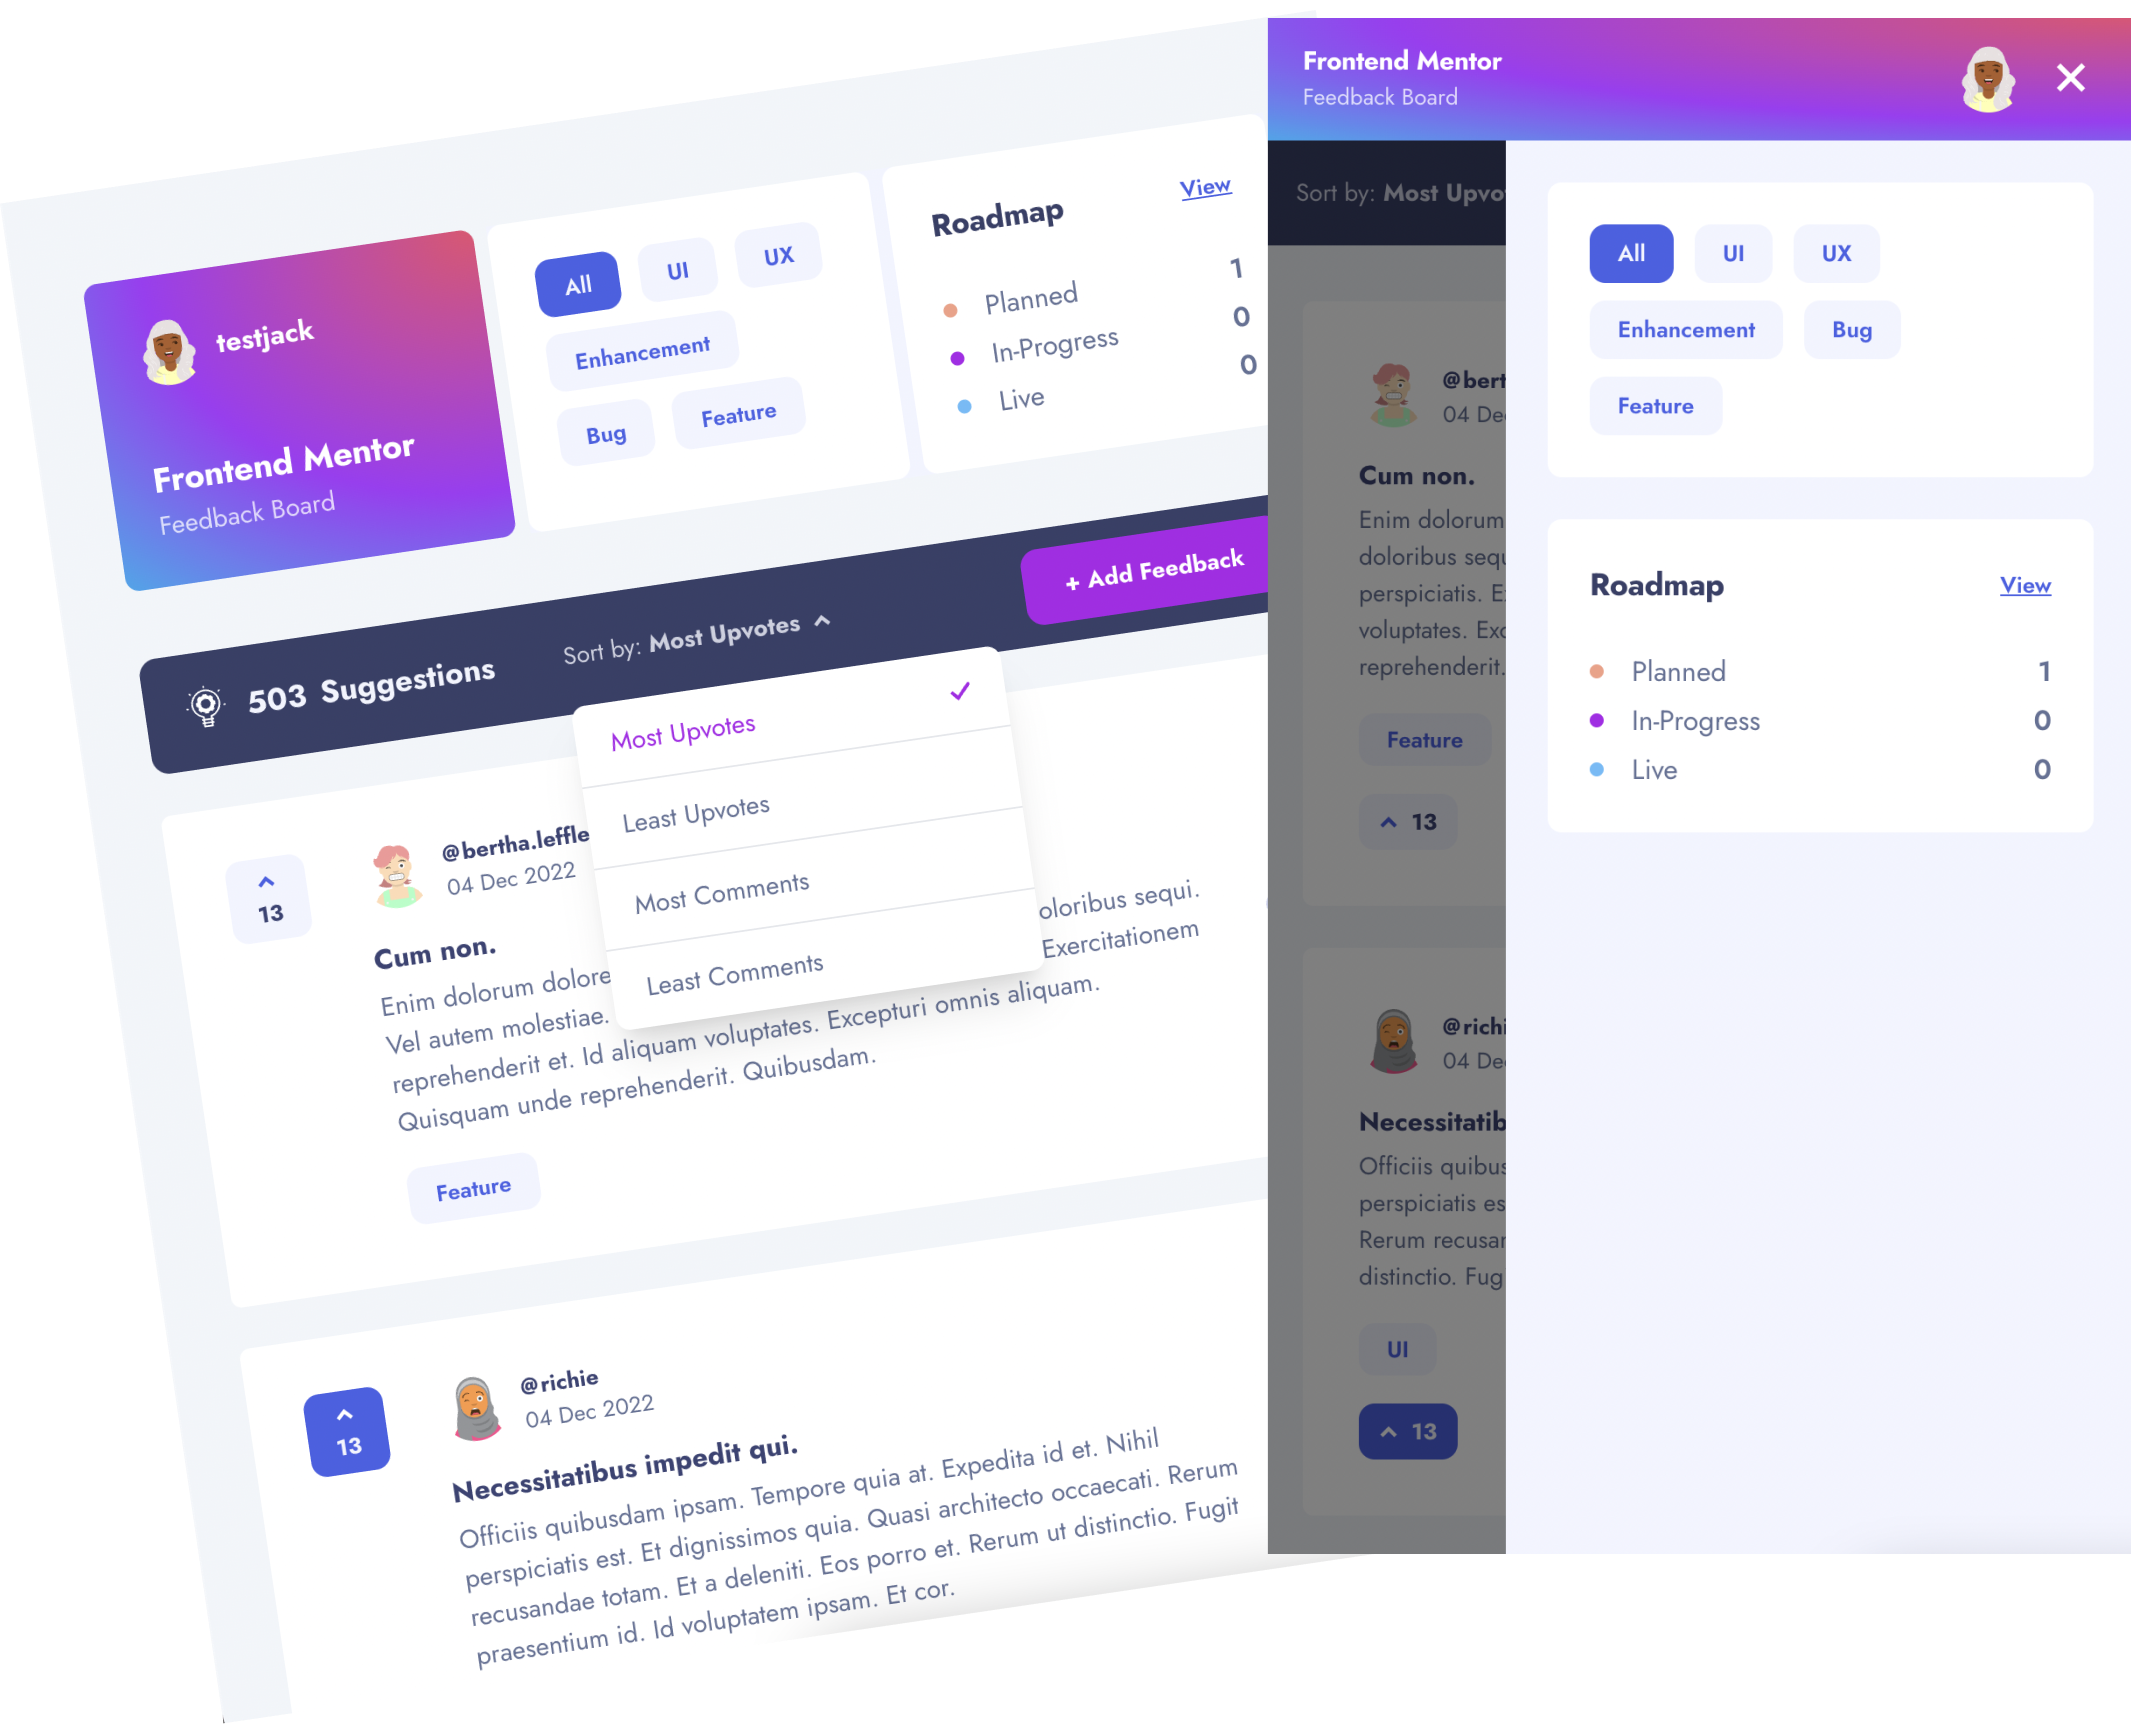 testjack
Frontend Mentor
Feedback Board
All
UI
UX
Enhancement
Bug
Feature
Roadmap
View
Planned
1
In-Progress
0
Live
0
503 Suggestions
Sort by: Most Upvotes
+ Add Feedback
Most Upvotes
Least Upvotes
Most Comments
Least Comments
13
@bertha.leffle
04 Dec 2022
Cum non.
Enim dolorum dolore
oloribus sequi.
Vel autem molestiae.
Exercitationem
reprehenderit et. Id aliquam voluptates. Excepturi omnis aliquam.
Quisquam unde reprehenderit. Quibusdam.
Feature
13
@richie
04 Dec 2022
Necessitatibus impedit qui.
Officiis quibusdam ipsam. Tempore quia at. Expedita id et. Nihil
perspiciatis est. Et dignissimos quia. Quasi architecto occaecati. Rerum
recusandae totam. Et a deleniti. Eos porro et. Rerum ut distinctio. Fugit
praesentium id. Id voluptatem ipsam. Et cor.
Frontend Mentor
Feedback Board
Sort by: Most Upvo
@bert
04 Dec
Cum non.
Enim dolorum
doloribus sequ
perspiciatis. E
voluptates. Exc
reprehenderit.
Feature
13
@richi
04 Dec
Necessitatib
Officiis quibus
perspiciatis es
Rerum recusar
distinctio. Fug
UI
13
All
UI
UX
Enhancement
Bug
Feature
Roadmap
View
Planned
1
In-Progress
0
Live
0